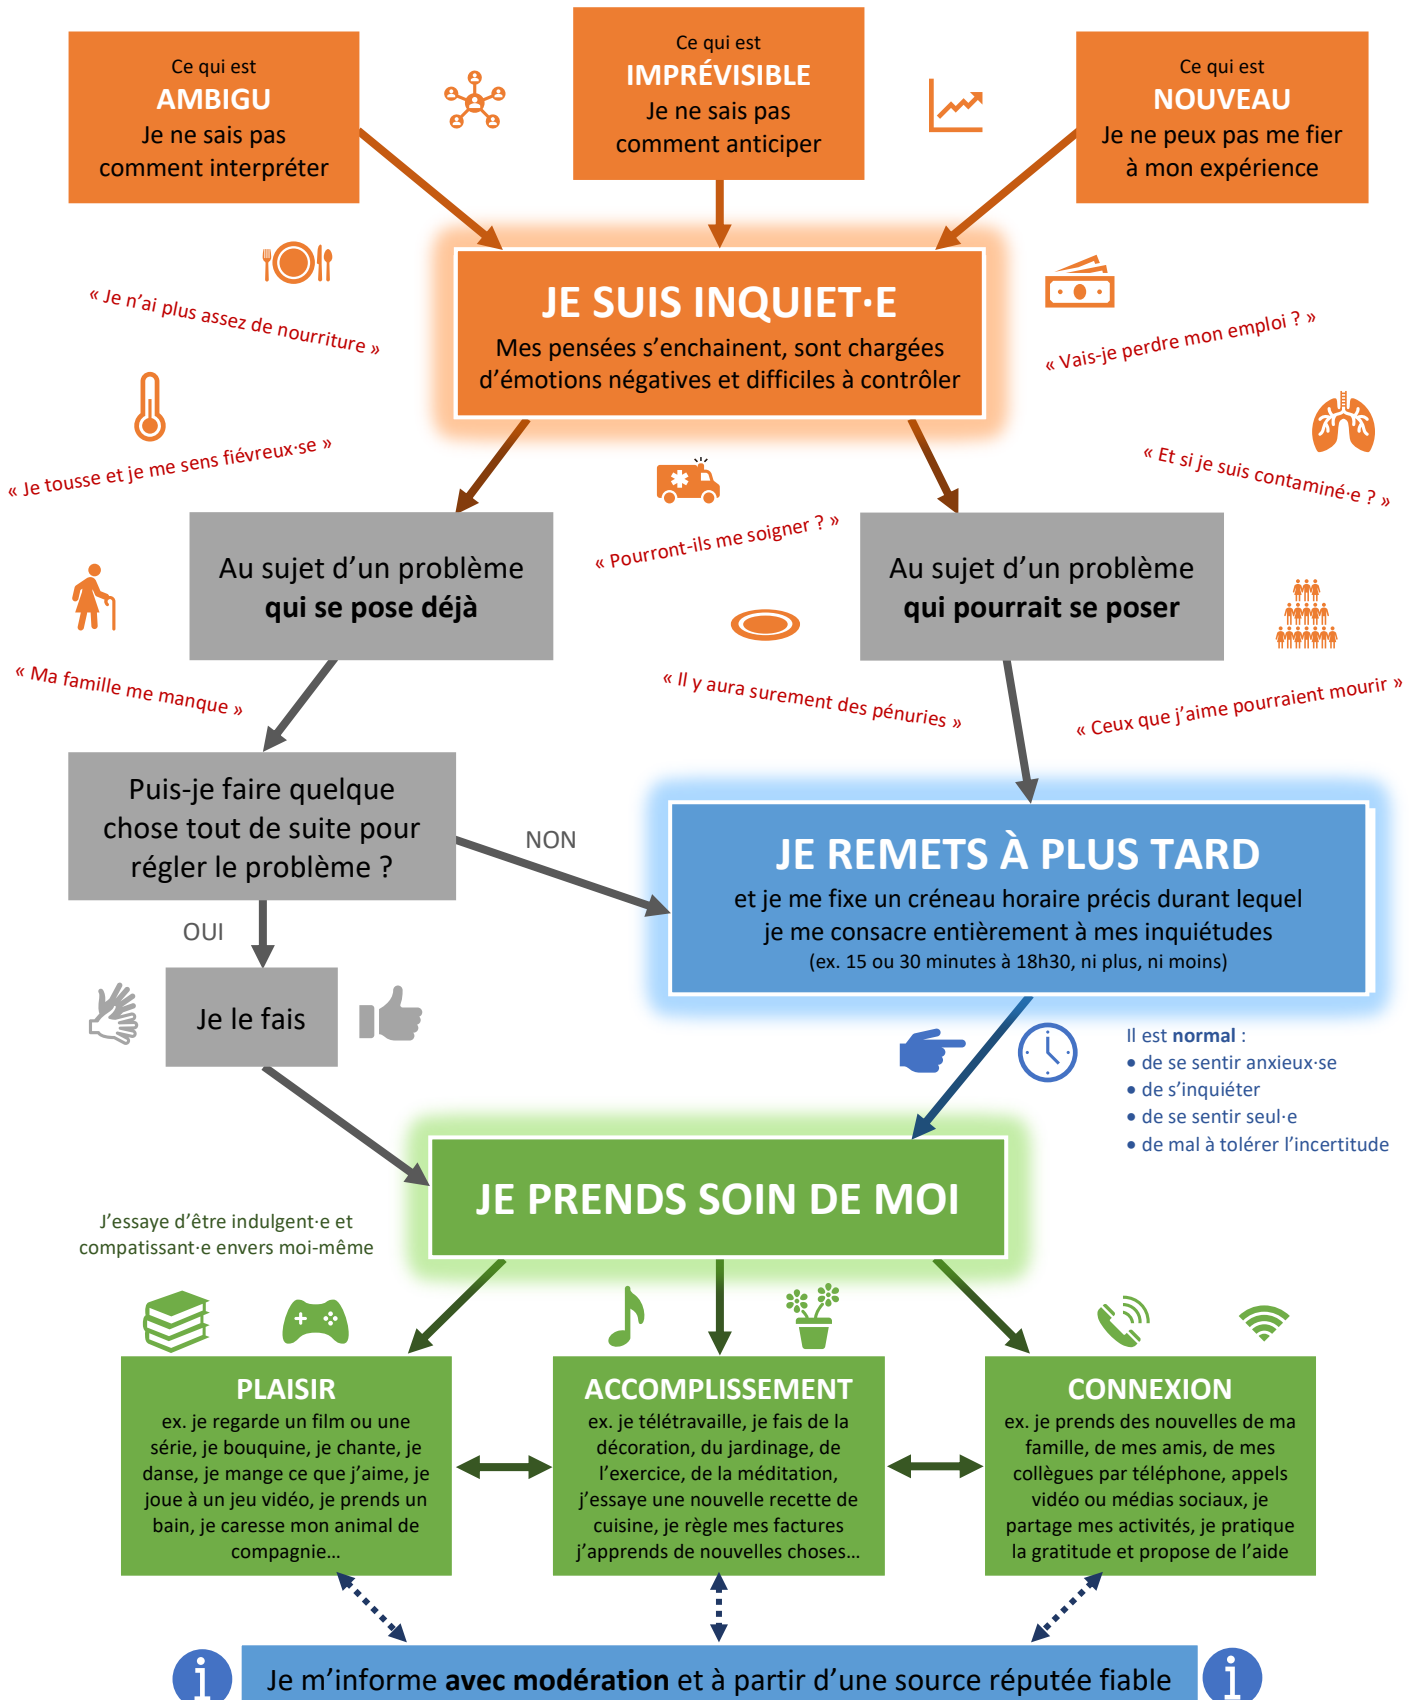 Ce qui est
AMBIGU
Je ne sais pas
comment interpréter
Ce qui est
IMPRÉVISIBLE
Je ne sais pas
comment anticiper
Ce qui est
NOUVEAU
Je ne peux pas me fier
à mon expérience
JE SUIS INQUIET·E
Mes pensées s’enchainent, sont chargées
d’émotions négatives et difficiles à contrôler
« Je n’ai plus assez de nourriture »
« Vais-je perdre mon emploi ? »
« Je tousse et je me sens fiévreux·se »
« Et si je suis contaminé·e ? »
« Pourront-ils me soigner ? »
Au sujet d’un problème
qui se pose déjà
Au sujet d’un problème
qui pourrait se poser
« Ma famille me manque »
« Il y aura surement des pénuries »
« Ceux que j’aime pourraient mourir »
Puis-je faire quelque
chose tout de suite pour
régler le problème ?
NON
OUI
JE REMETS À PLUS TARD
et je me fixe un créneau horaire précis durant lequel
je me consacre entièrement à mes inquiétudes
(ex. 15 ou 30 minutes à 18h30, ni plus, ni moins)
Je le fais
Il est normal :
• de se sentir anxieux·se
• de s’inquiéter
• de se sentir seul·e
• de mal à tolérer l’incertitude
JE PRENDS SOIN DE MOI
J’essaye d’être indulgent·e et
compatissant·e envers moi-même
PLAISIR
ex. je regarde un film ou une
série, je bouquine, je chante, je
danse, je mange ce que j’aime, je
joue à un jeu vidéo, je prends un
bain, je caresse mon animal de
compagnie…
ACCOMPLISSEMENT
ex. je télétravaille, je fais de la
décoration, du jardinage, de
l’exercice, de la méditation,
j’essaye une nouvelle recette de
cuisine, je règle mes factures
j’apprends de nouvelles choses…
CONNEXION
ex. je prends des nouvelles de ma
famille, de mes amis, de mes
collègues par téléphone, appels
vidéo ou médias sociaux, je
partage mes activités, je pratique
la gratitude et propose de l’aide
Je m’informe avec modération et à partir d’une source réputée fiable